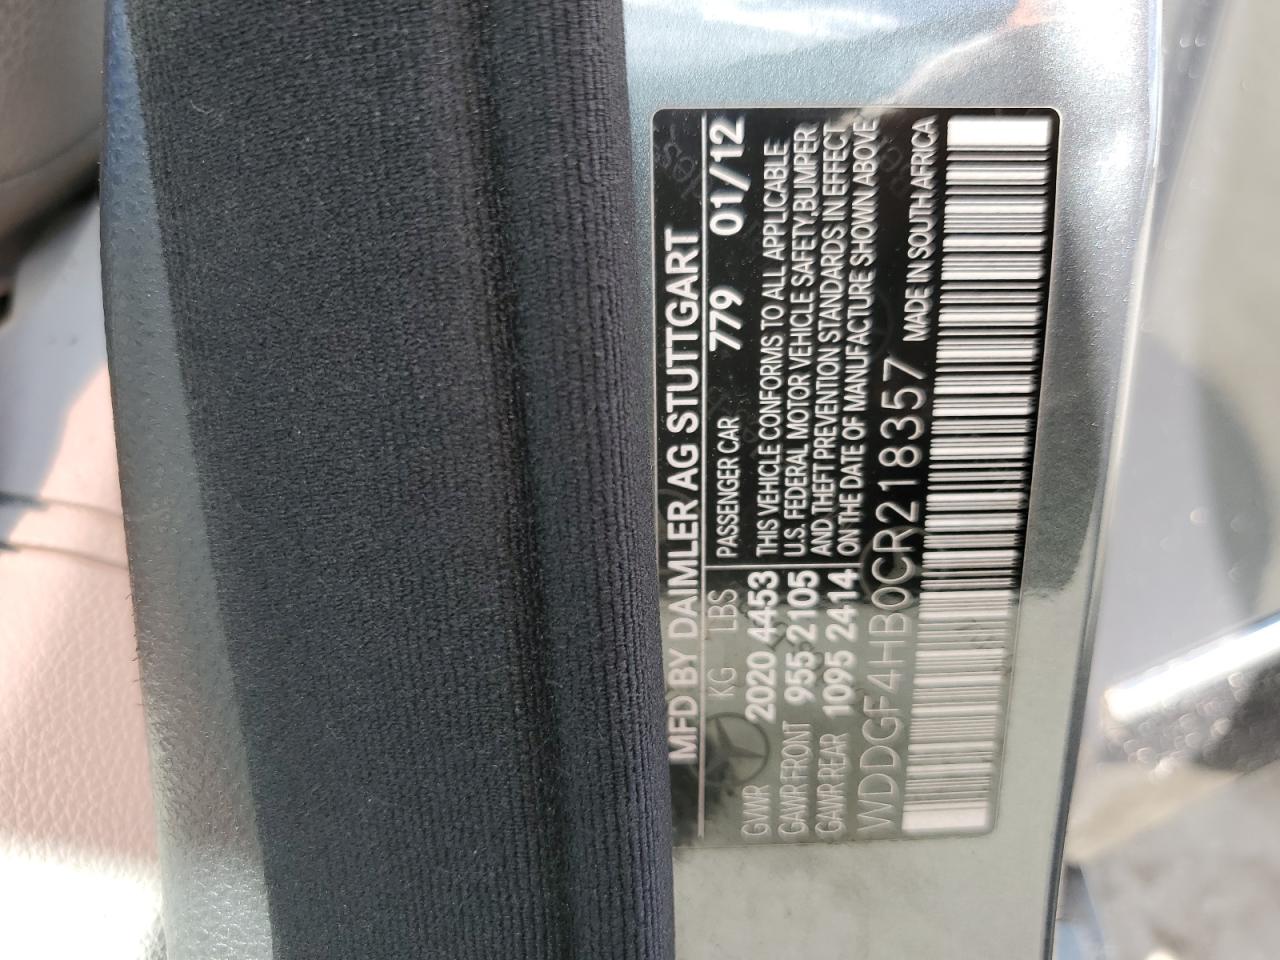 MFD BY DAIMLER AG STUTTGART
PASSENGER CAR 779 01/12
KG LBS
GVWR 2020 4453
GAWR FRONT 955 2105
GAWR REAR 1095 2414
THIS VEHICLE CONFORMS TO ALL APPLICABLE
U.S. FEDERAL MOTOR VEHICLE SAFETY,BUMPER
AND THEFT PREVENTION STANDARDS IN EFFECT
ON THE DATE OF MANUFACTURE SHOWN ABOVE
WDDGF4HB0CR218357 MADE IN SOUTH AFRICA